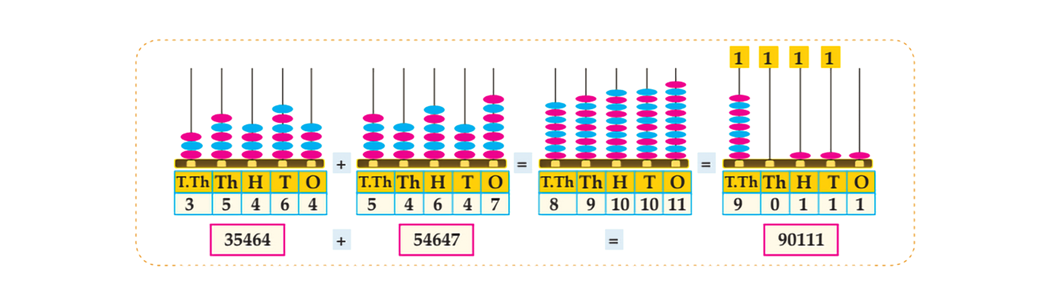 1 1 1 1
+ = =
T.Th Th H T O T.Th Th H T O T.Th Th H T O T.Th Th H T O
3 5 4 6 4 5 4 6 4 7 8 9 10 10 11 9 0 1 1 1
35464 + 54647 = 90111